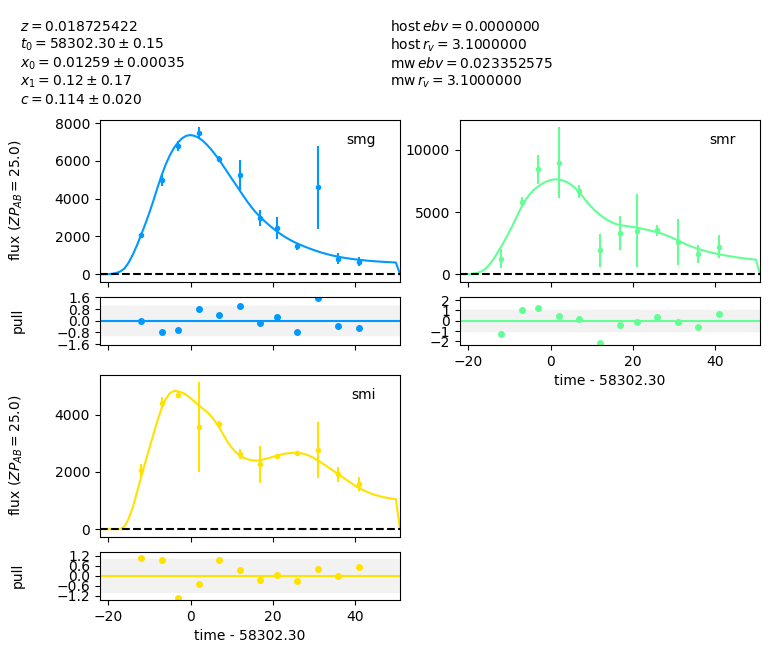 z = 0.018725422
t₀ = 58302.30 ± 0.15
x₀ = 0.01259 ± 0.00035
x₁ = 0.12 ± 0.17
c = 0.114 ± 0.020
host ebv = 0.0000000
host r_v = 3.1000000
mw ebv = 0.023352575
mw r_v = 3.1000000
smg
flux (ZP_AB = 25.0)
8000
6000
4000
2000
0
smr
10000
5000
0
pull
1.6
0.8
0.0
−0.8
−1.6
2
1
0
−1
−2
−20
0
20
40
time - 58302.30
smi
flux (ZP_AB = 25.0)
4000
2000
0
pull
1.2
0.6
0.0
−0.6
−1.2
−20
0
20
40
time - 58302.30